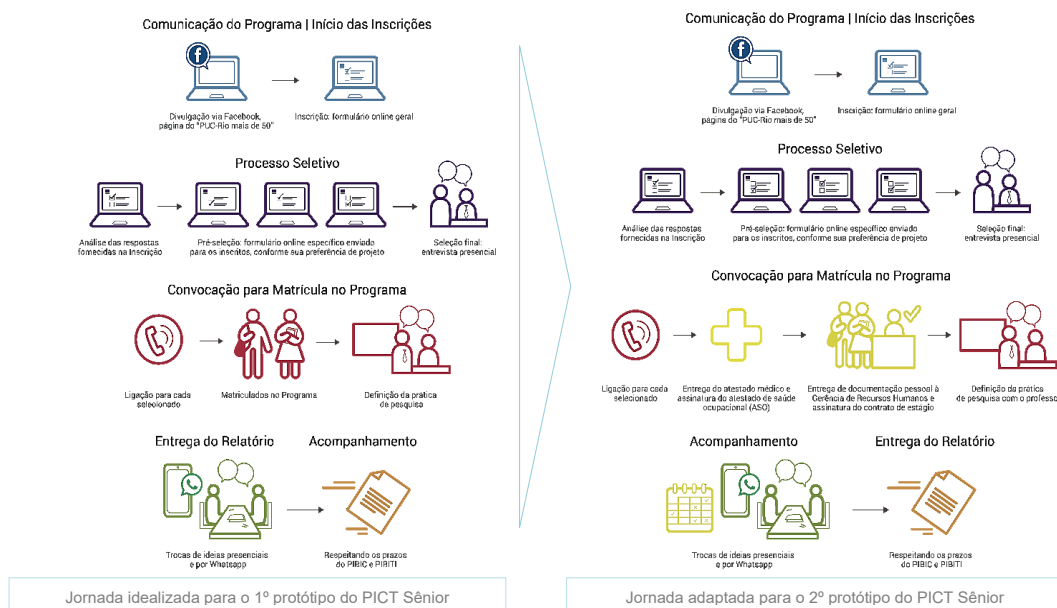 Comunicação do Programa | Início das Inscrições
Divulgação via Facebook,
página do "PUC-Rio mais de 50"
Inscrição: formulário online geral
Processo Seletivo
Análise das respostas
fornecidas na Inscrição
Pré-seleção: formulário online específico enviado
para os inscritos, conforme sua preferência de projeto
Seleção final:
entrevista presencial
Convocação para Matrícula no Programa
Ligação para cada
selecionado
Matriculados no Programa
Definição da prática
de pesquisa
Entrega do Relatório
Acompanhamento
Trocas de ideias presenciais
e por Whatsapp
Respeitando os prazos
do PIBIC e PIBITI
Jornada idealizada para o 1º protótipo do PICT Sênior
Comunicação do Programa | Início das Inscrições
Divulgação via Facebook,
página do "PUC-Rio mais de 50"
Inscrição: formulário online geral
Processo Seletivo
Análise das respostas
fornecidas na Inscrição
Pré-seleção: formulário online específico enviado
para os inscritos, conforme sua preferência de projeto
Seleção final:
entrevista presencial
Convocação para Matrícula no Programa
Ligação para cada
selecionado
Entrega do atestado médico e
assinatura do atestado de saúde
ocupacional (ASO)
Entrega de documentação pessoal à
Gerência de Recursos Humanos e
assinatura do contrato de estágio
Definição da prática
de pesquisa com o professor
Acompanhamento
Entrega do Relatório
Trocas de ideias presenciais
e por Whatsapp
Respeitando os prazos
do PIBIC e PIBITI
Jornada adaptada para o 2º protótipo do PICT Sênior